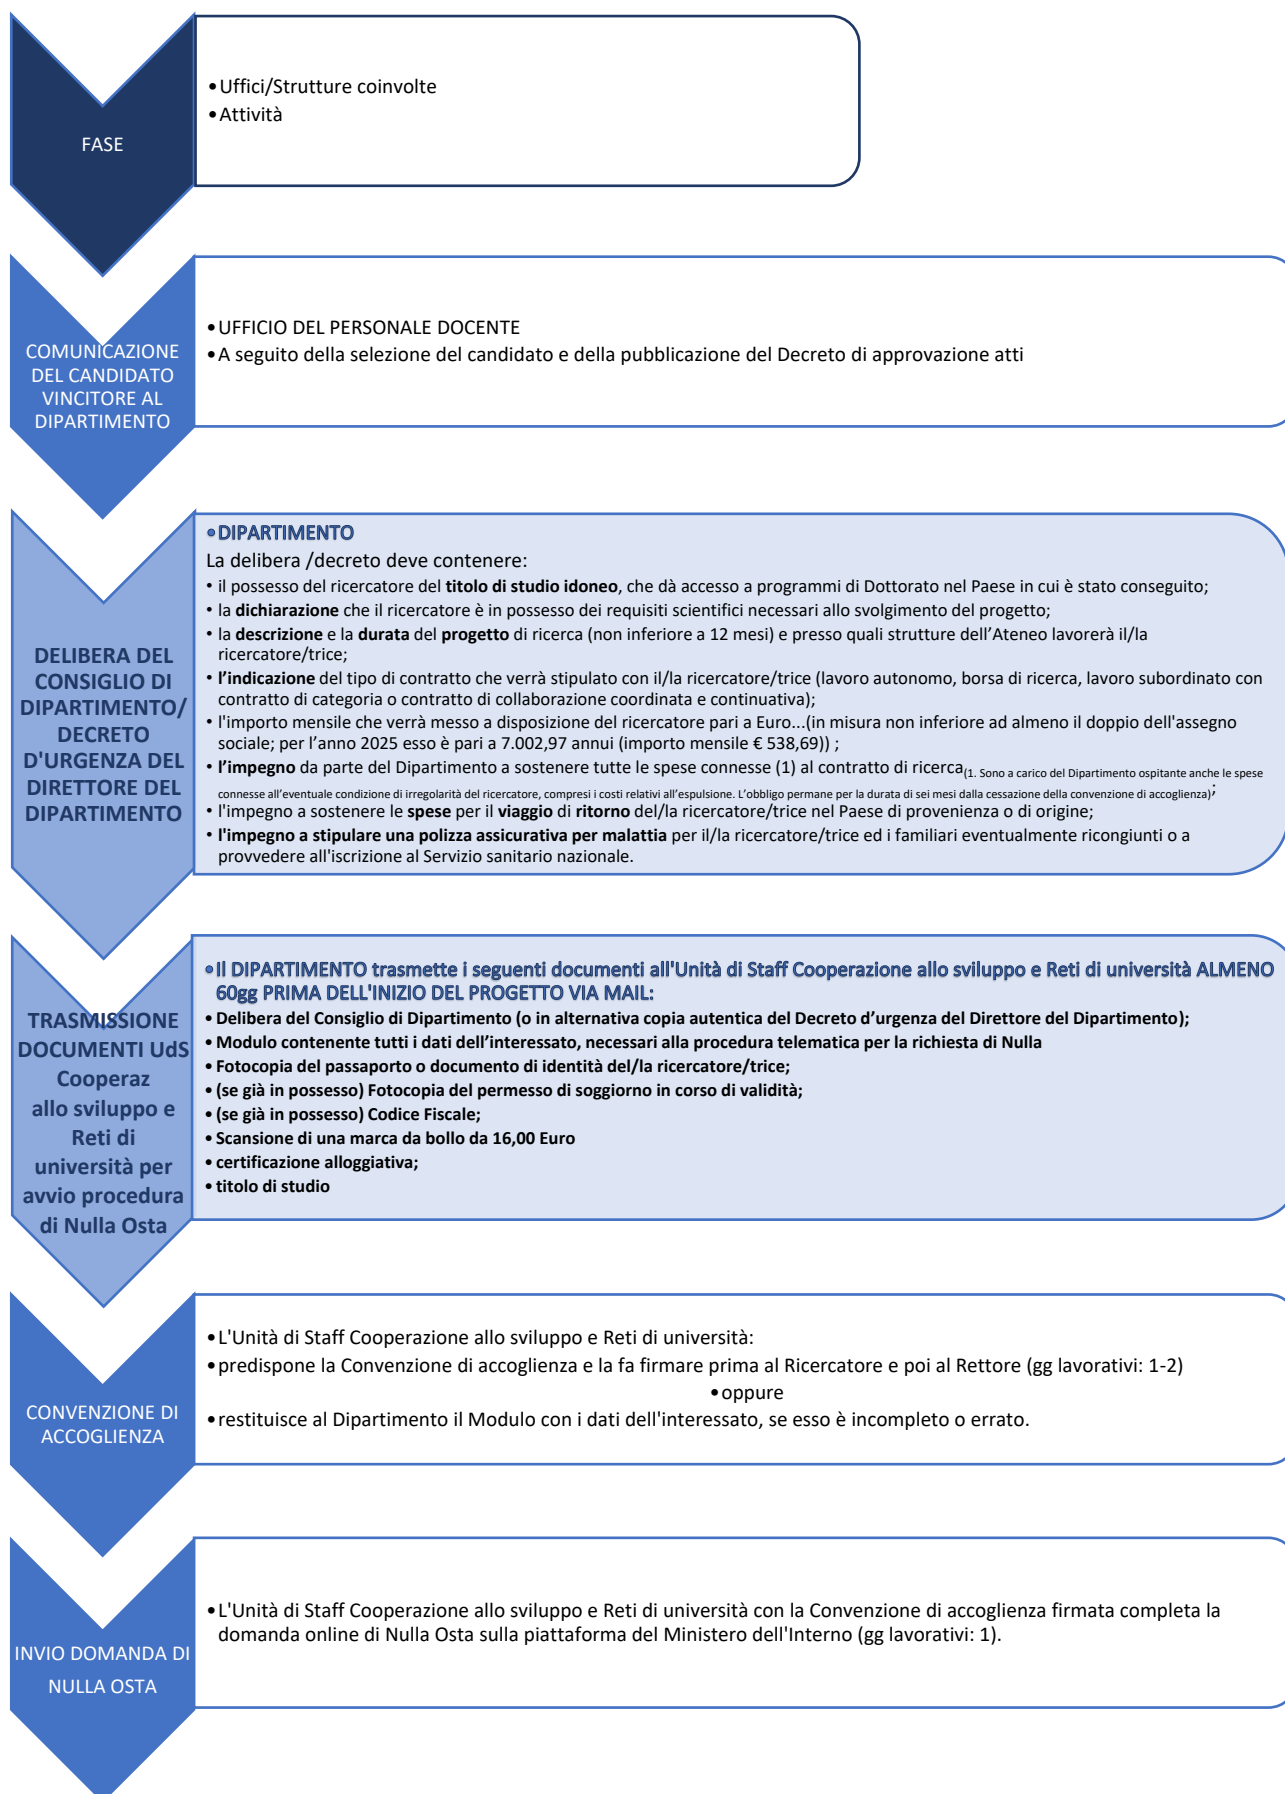 FASE
•Uffici/Strutture coinvolte
•Attività
COMUNICAZIONE
DEL CANDIDATO
VINCITORE AL
DIPARTIMENTO
•UFFICIO DEL PERSONALE DOCENTE
•A seguito della selezione del candidato e della pubblicazione del Decreto di approvazione atti
DELIBERA DEL
CONSIGLIO DI
DIPARTIMENTO/
DECRETO
D'URGENZA DEL
DIRETTORE DEL
DIPARTIMENTO
•DIPARTIMENTO
La delibera /decreto deve contenere:
• il possesso del ricercatore del titolo di studio idoneo, che dà accesso a programmi di Dottorato nel Paese in cui è stato conseguito;
• la dichiarazione che il ricercatore è in possesso dei requisiti scientifici necessari allo svolgimento del progetto;
• la descrizione e la durata del progetto di ricerca (non inferiore a 12 mesi) e presso quali strutture dell'Ateneo lavorerà il/la
ricercatore/trice;
• l'indicazione del tipo di contratto che verrà stipulato con il/la ricercatore/trice (lavoro autonomo, borsa di ricerca, lavoro subordinato con
contratto di categoria o contratto di collaborazione coordinata e continuativa);
• l'importo mensile che verrà messo a disposizione del ricercatore pari a Euro...(in misura non inferiore ad almeno il doppio dell'assegno
sociale; per l'anno 2025 esso è pari a 7.002,97 annui (importo mensile € 538,69)) ;
• l'impegno da parte del Dipartimento a sostenere tutte le spese connesse (1) al contratto di ricerca(1. Sono a carico del Dipartimento ospitante anche le spese
connesse all'eventuale condizione di irregolarità del ricercatore, compresi i costi relativi all'espulsione. L'obbligo permane per la durata di sei mesi dalla cessazione della convenzione di accoglienza);
• l'impegno a sostenere le spese per il viaggio di ritorno del/la ricercatore/trice nel Paese di provenienza o di origine;
• l'impegno a stipulare una polizza assicurativa per malattia per il/la ricercatore/trice ed i familiari eventualmente ricongiunti o a
provvedere all'iscrizione al Servizio sanitario nazionale.
TRASMISSIONE
DOCUMENTI UdS
Cooperaz
allo sviluppo e
Reti di
università per
avvio procedura
di Nulla Osta
•Il DIPARTIMENTO trasmette i seguenti documenti all'Unità di Staff Cooperazione allo sviluppo e Reti di università ALMENO
60gg PRIMA DELL'INIZIO DEL PROGETTO VIA MAIL:
• Delibera del Consiglio di Dipartimento (o in alternativa copia autentica del Decreto d'urgenza del Direttore del Dipartimento);
• Modulo contenente tutti i dati dell'interessato, necessari alla procedura telematica per la richiesta di Nulla
• Fotocopia del passaporto o documento di identità del/la ricercatore/trice;
• (se già in possesso) Fotocopia del permesso di soggiorno in corso di validità;
• (se già in possesso) Codice Fiscale;
• Scansione di una marca da bollo da 16,00 Euro
• certificazione alloggiativa;
• titolo di studio
CONVENZIONE DI
ACCOGLIENZA
•L'Unità di Staff Cooperazione allo sviluppo e Reti di università:
•predispone la Convenzione di accoglienza e la fa firmare prima al Ricercatore e poi al Rettore (gg lavorativi: 1-2)
•oppure
•restituisce al Dipartimento il Modulo con i dati dell'interessato, se esso è incompleto o errato.
INVIO DOMANDA DI
NULLA OSTA
•L'Unità di Staff Cooperazione allo sviluppo e Reti di università con la Convenzione di accoglienza firmata completa la
domanda online di Nulla Osta sulla piattaforma del Ministero dell'Interno (gg lavorativi: 1).